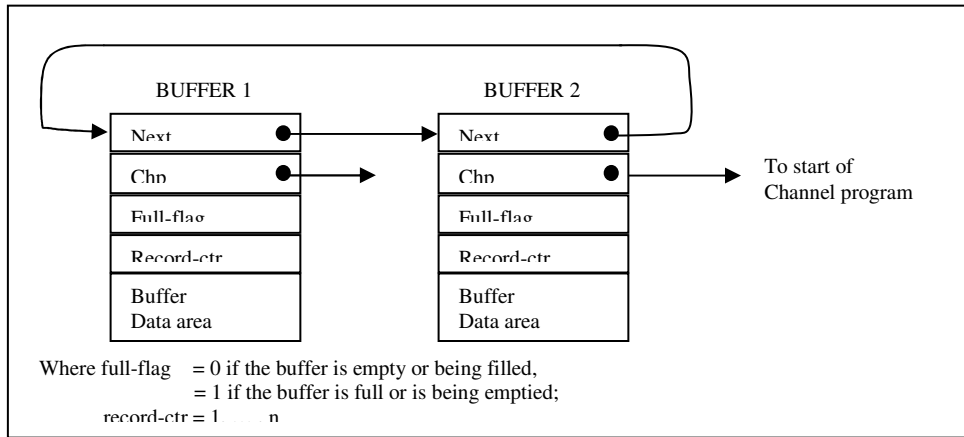 BUFFER 1
BUFFER 2
Next
Next
Chp
Chp
To start of
Channel program
Full-flag
Full-flag
Record-ctr
Record-ctr
Buffer
Data area
Buffer
Data area
Where full-flag = 0 if the buffer is empty or being filled,
= 1 if the buffer is full or is being emptied;
record-ctr = 1, . . . , n